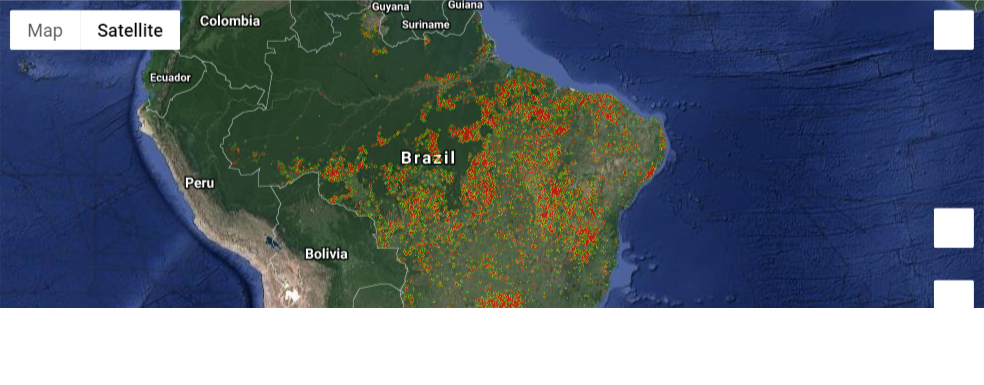 Guyana
Guiana
Map
Satellite
Colombia
Suriname
Ecuador
Brazil
Peru
Bolivia